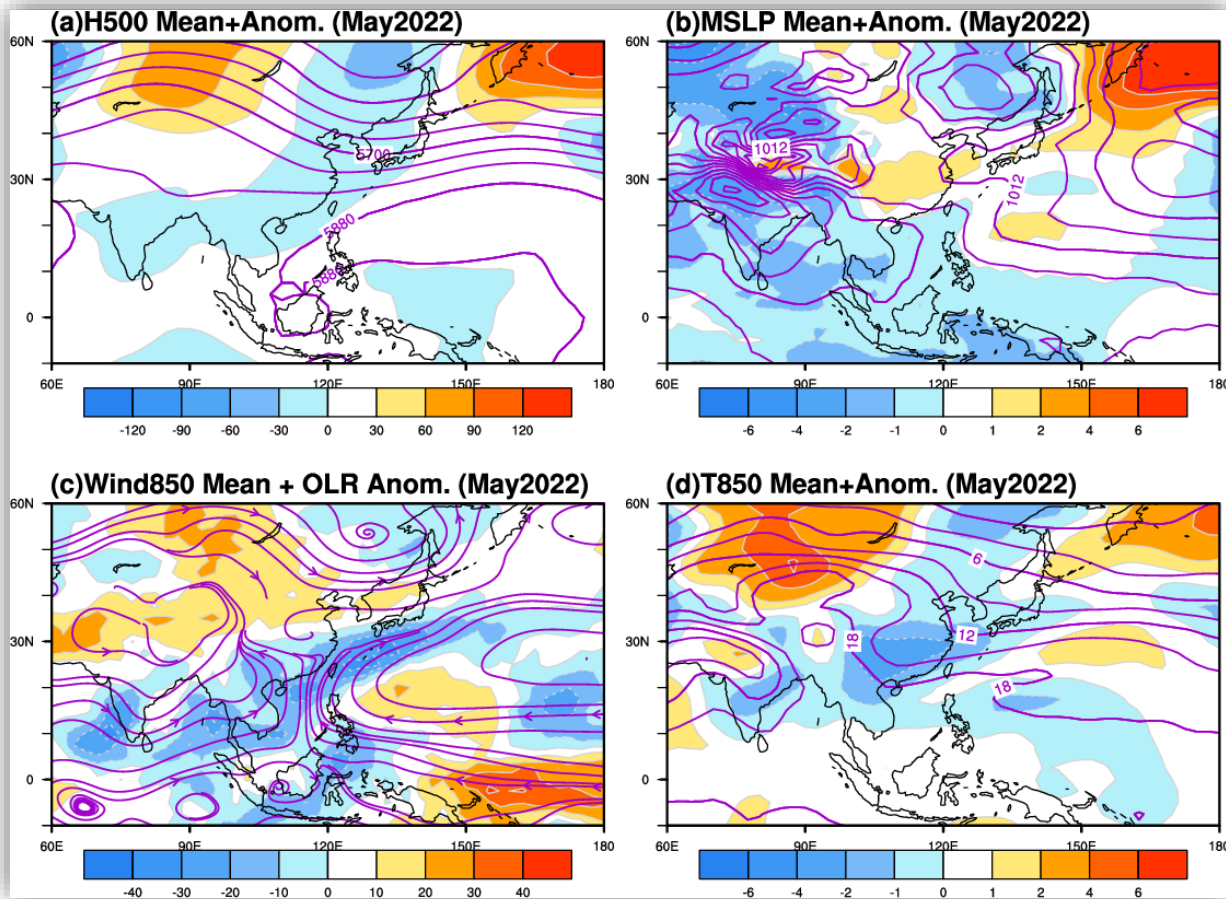 (a)H500 Mean+Anom. (May2022)
60N
30N
0
60E 90E 120E 150E 180
5700
5880
5880
-120 -90 -60 -30 0 30 60 90 120
(b)MSLP Mean+Anom. (May2022)
60N
30N
0
60E 90E 120E 150E 180
1012
1012
-6 -4 -2 -1 0 1 2 4 6
(c)Wind850 Mean + OLR Anom. (May2022)
60N
30N
0
60E 90E 120E 150E 180
-40 -30 -20 -10 0 10 20 30 40
(d)T850 Mean+Anom. (May2022)
60N
30N
0
60E 90E 120E 150E 180
6
12
18
18
-6 -4 -2 -1 0 1 2 4 6